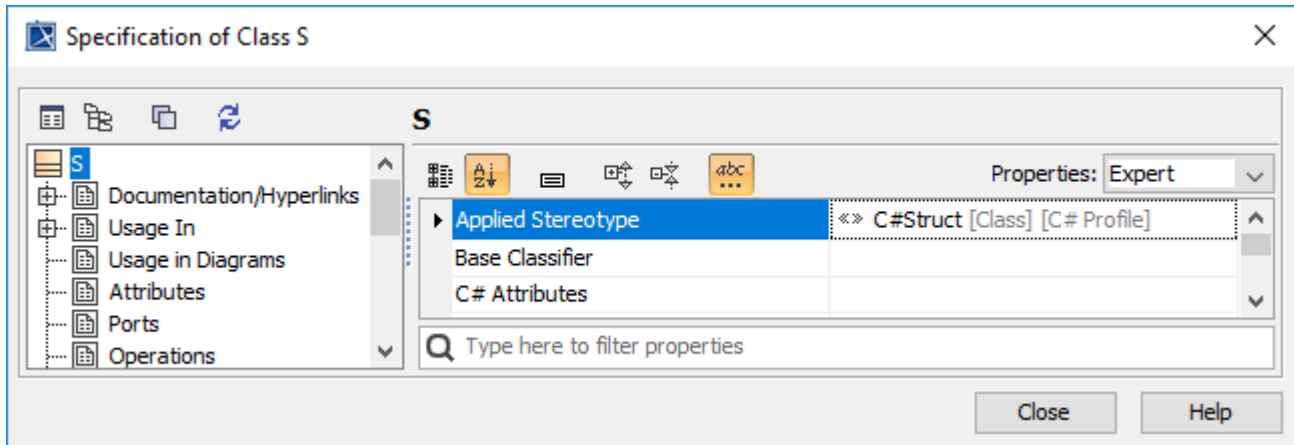 Specification of Class S
S
S
Documentation/Hyperlinks
Usage In
Usage in Diagrams
Attributes
Ports
Operations
abc
Properties: Expert
Applied Stereotype «» C#Struct [Class] [C# Profile]
Base Classifier
C# Attributes
Type here to filter properties
Close Help